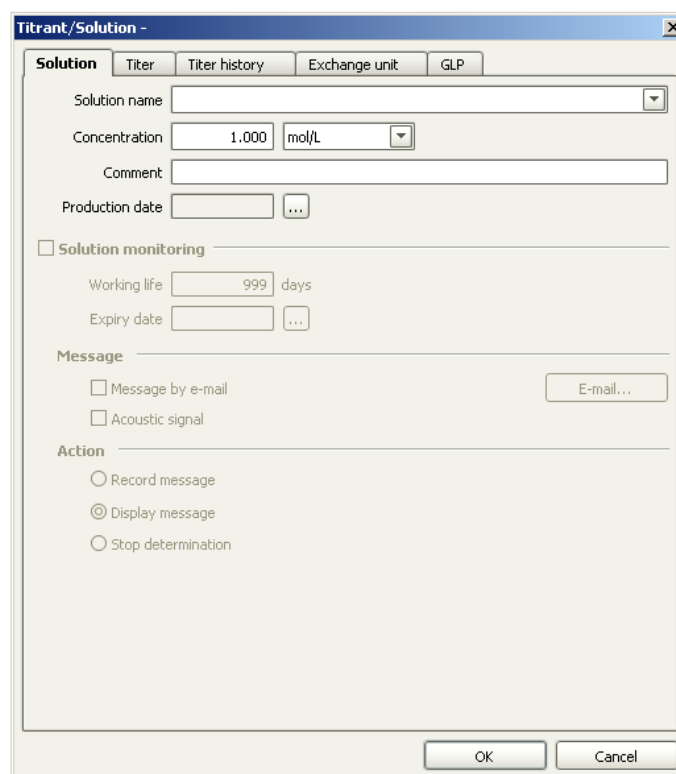 Titrant/Solution -
Solution Titer Titer history Exchange unit GLP
Solution name
Concentration 1.000 mol/L
Comment
Production date ...
Solution monitoring
Working life 999 days
Expiry date ...
Message
Message by e-mail E-mail...
Acoustic signal
Action
Record message
Display message
Stop determination
OK Cancel